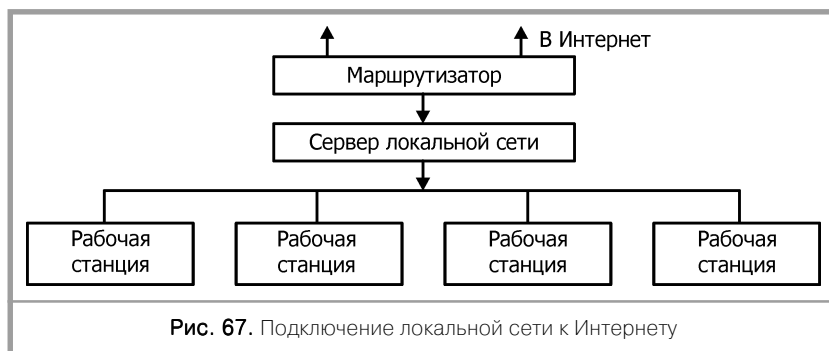 В Интернет
Маршрутизатор
Сервер локальной сети
Рабочая
станция
Рабочая
станция
Рабочая
станция
Рабочая
станция
Рис. 67. Подключение локальной сети к Интернету